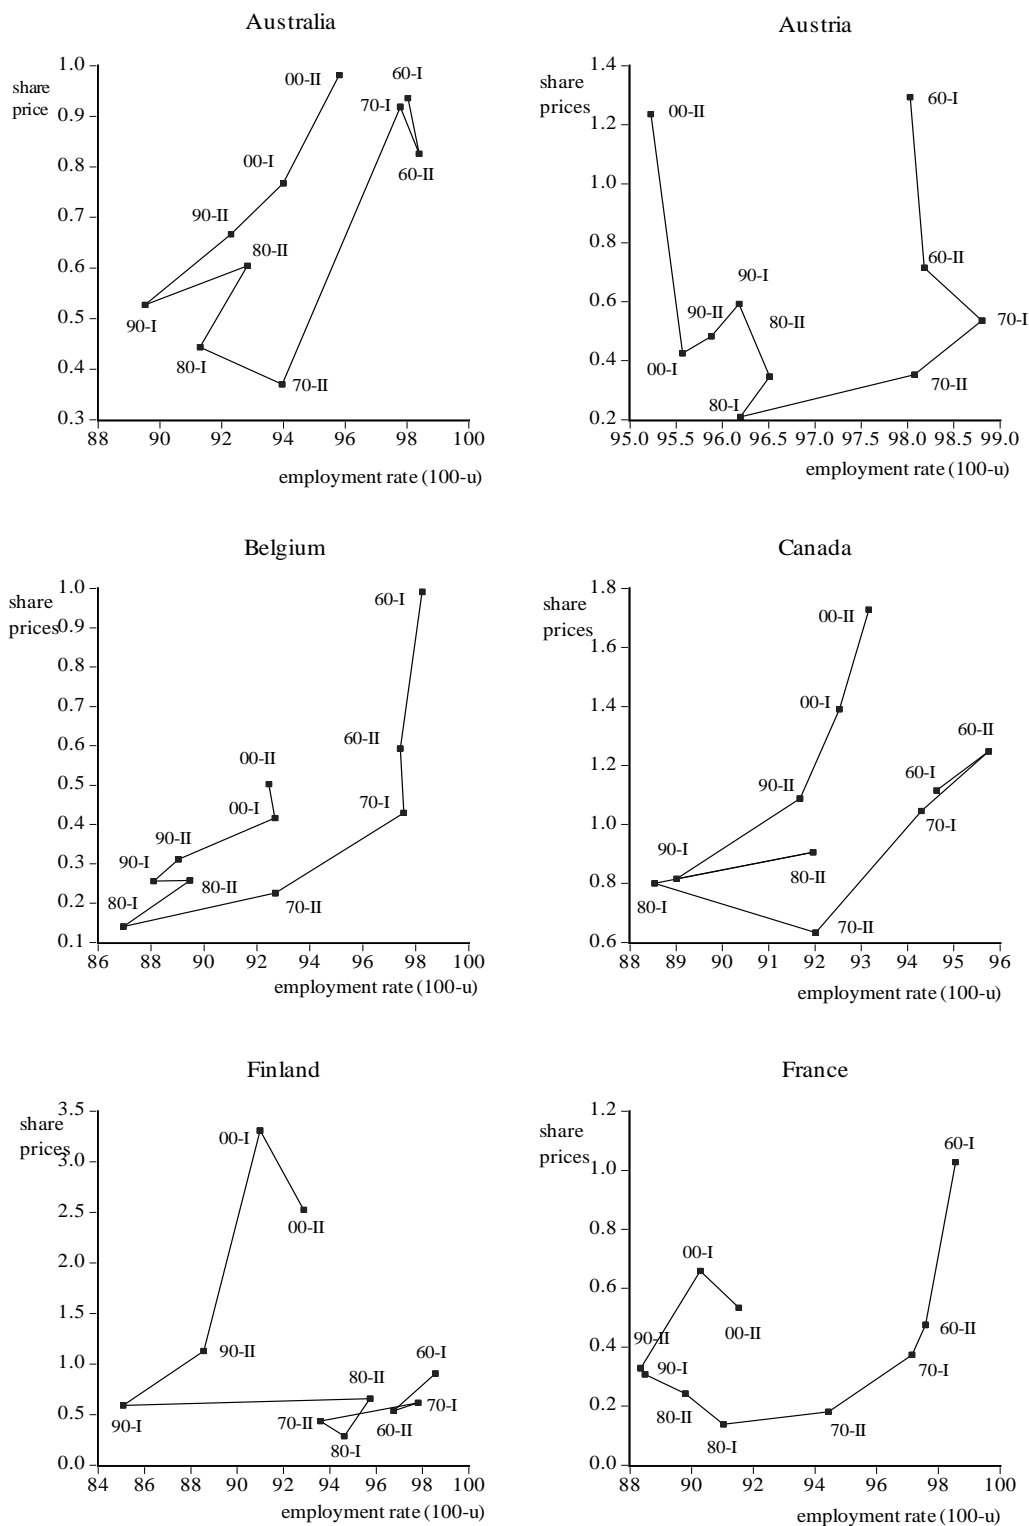 Australia
share
price
1.0
0.9
0.8
0.7
0.6
0.5
0.4
0.3
00-II
60-I
70-I
60-II
00-I
90-II
80-II
90-I
80-I
70-II
88 90 92 94 96 98 100
employment rate (100-u)
Austria
share
prices
1.4
1.2
1.0
0.8
0.6
0.4
0.2
00-II
60-I
60-II
90-I
90-II
80-II
70-I
00-I
70-II
80-I
95.0 95.5 96.0 96.5 97.0 97.5 98.0 98.5 99.0
employment rate (100-u)
Belgium
share
prices
1.0
0.9
0.8
0.7
0.6
0.5
0.4
0.3
0.2
0.1
60-I
60-II
00-II
00-I
70-I
90-II
90-I
80-II
80-I
70-II
86 88 90 92 94 96 98 100
employment rate (100-u)
Canada
share
prices
1.8
1.6
1.4
1.2
1.0
0.8
0.6
00-II
00-I
60-II
60-I
90-II
70-I
90-I
80-II
80-I
70-II
88 89 90 91 92 93 94 95 96
employment rate (100-u)
Finland
share
prices
3.5
3.0
2.5
2.0
1.5
1.0
0.5
0.0
00-I
00-II
90-II
60-I
80-II
70-I
90-I
70-II
60-II
80-I
84 86 88 90 91 93 94 96 98 100
employment rate (100-u)
France
share
prices
1.2
1.0
0.8
0.6
0.4
0.2
0.0
60-I
00-I
00-II
60-II
90-II
90-I
70-I
80-II
70-II
80-I
88 91 92 94 96 98 100
employment rate (100-u)